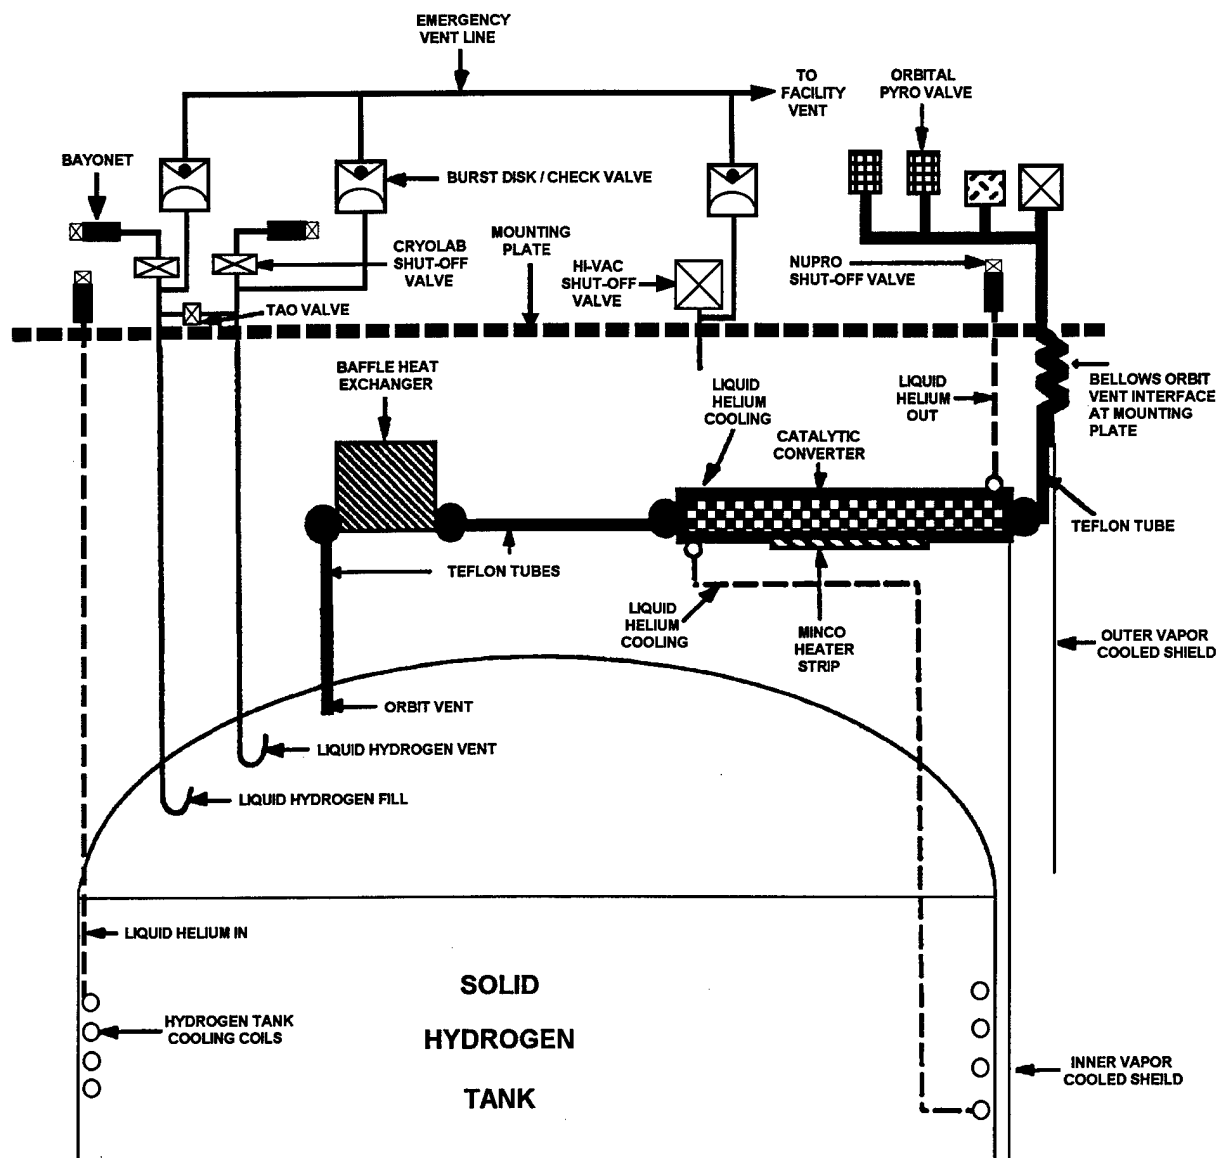 EMERGENCY
VENT LINE
TO
FACILITY
VENT
ORBITAL
PYRO VALVE
BAYONET
BURST DISK / CHECK VALVE
MOUNTING
PLATE
CRYOLAB
SHUT-OFF
VALVE
HI-VAC
SHUT-OFF
VALVE
NUPRO
SHUT-OFF VALVE
TAO VALVE
BAFFLE HEAT
EXCHANGER
LIQUID
HELIUM
COOLING
LIQUID
HELIUM
OUT
BELLOWS ORBIT
VENT INTERFACE
AT MOUNTING
PLATE
CATALYTIC
CONVERTER
TEFLON TUBE
TEFLON TUBES
LIQUID
HELIUM
COOLING
MINCO
HEATER
STRIP
OUTER VAPOR
COOLED SHIELD
ORBIT VENT
LIQUID HYDROGEN VENT
LIQUID HYDROGEN FILL
LIQUID HELIUM IN
SOLID
HYDROGEN
TANK
HYDROGEN TANK
COOLING COILS
INNER VAPOR
COOLED SHEILD